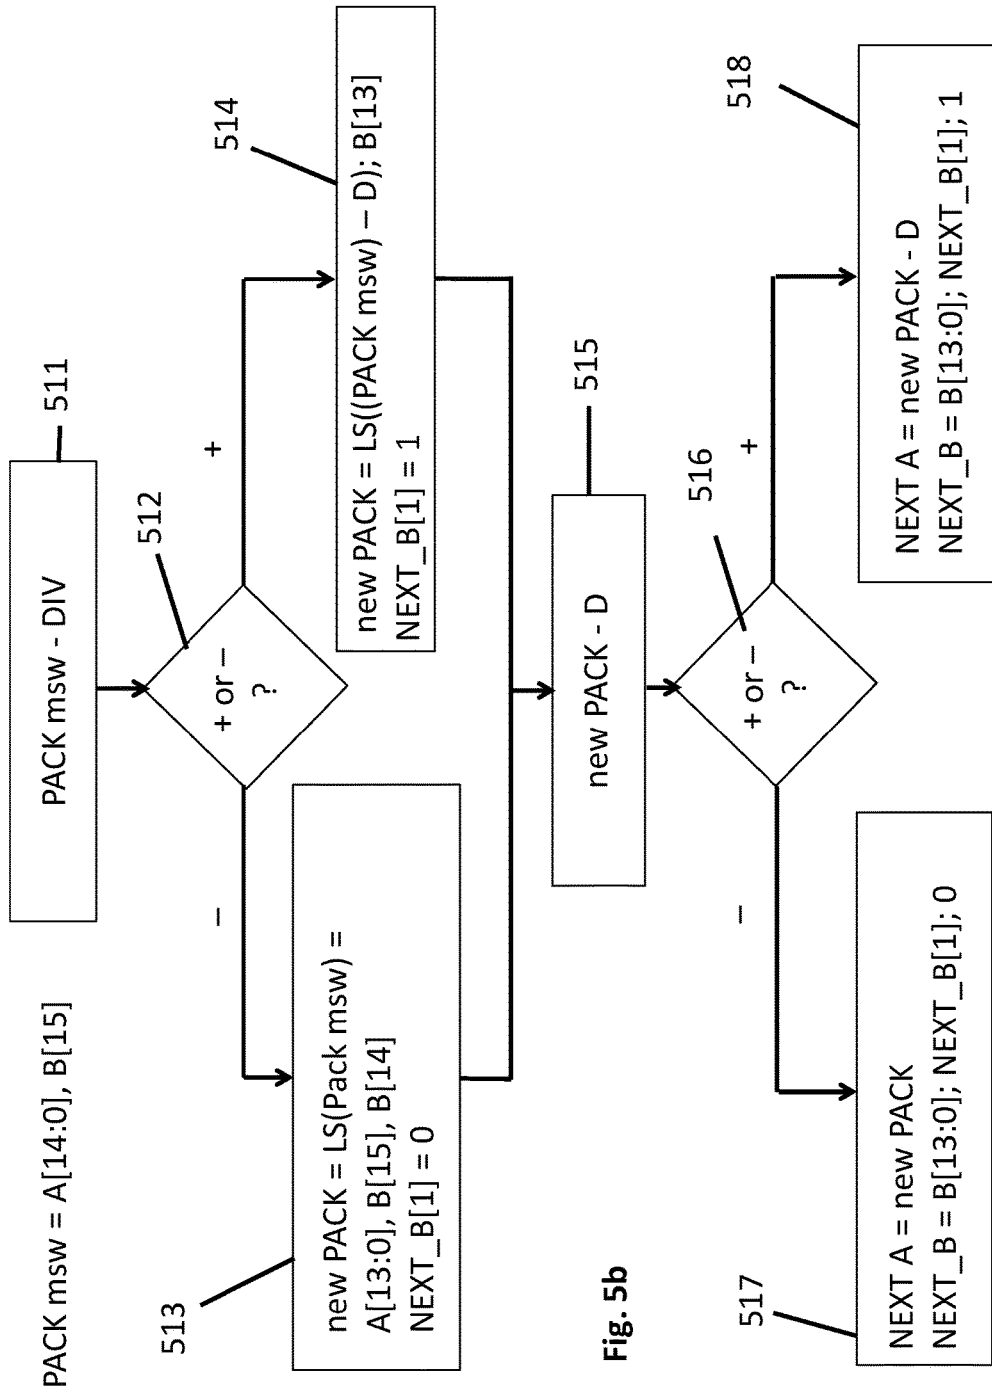 PACK msw = A[14:0], B[15]
PACK msw - DIV
511
+ or –
?
512
–
+
new PACK = LS(Pack msw) =
A[13:0], B[15], B[14]
NEXT_B[1] = 0
513
new PACK = LS((PACK msw) – D); B[13]
NEXT_B[1] = 1
514
new PACK - D
515
+ or –
?
516
–
+
NEXT A = new PACK
NEXT_B = B[13:0]; NEXT_B[1]; 0
517
NEXT A = new PACK - D
NEXT_B = B[13:0]; NEXT_B[1]; 1
518
Fig. 5b